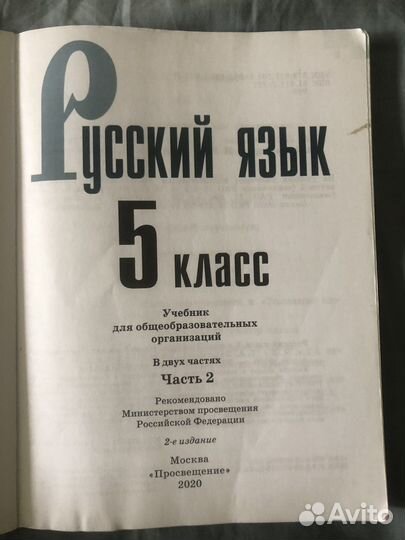 Русский язык
5 класс
Учебник
для общеобразовательных
организаций
В двух частях
Часть 2
Рекомендовано
Министерством просвещения
Российской Федерации
2-е издание
Москва
«Просвещение»
2020
Avito